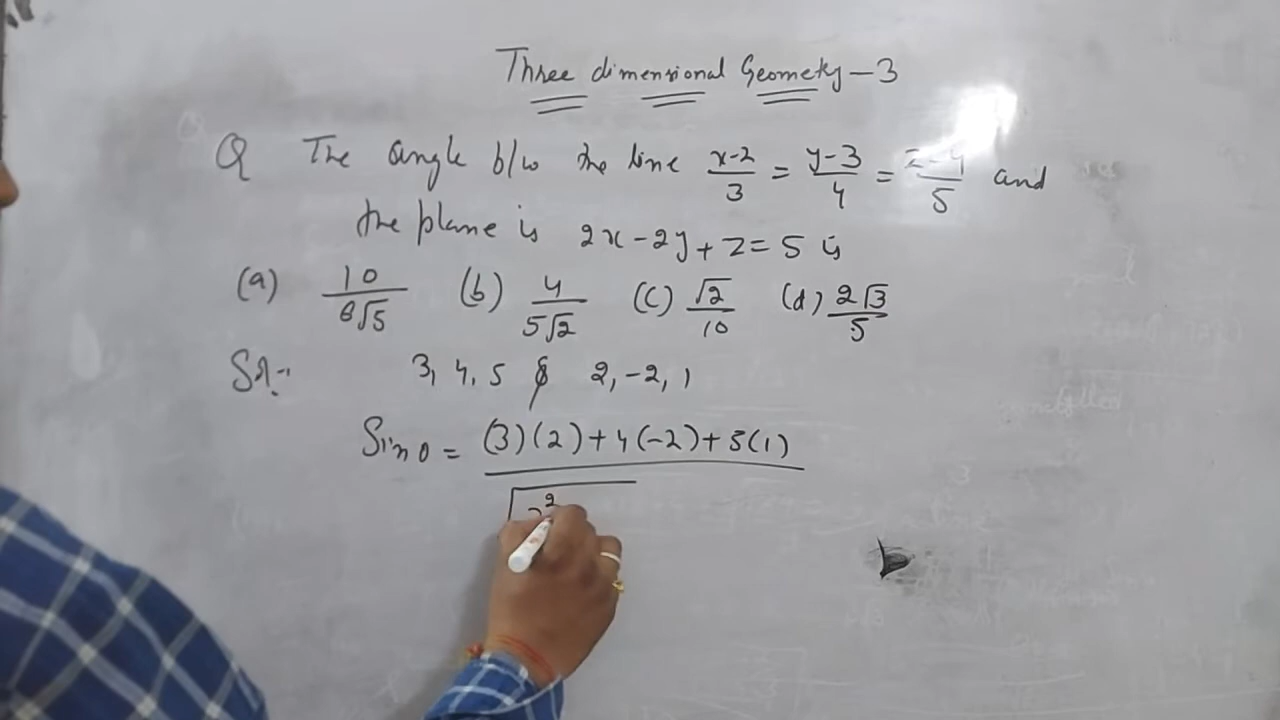 Three dimensional Geometry-3
Q The angle b/w the line x-2/3 = y-3/4 = z-4/5 and
the plane is 2x-2y+z=5 is
(a) 10/6√5 (b) 4/5√2 (c) √2/10 (d) 2√3/5
Sol:- 3, 4, 5 & 2, -2, 1
Sin θ = (3)(2)+4(-2)+5(1)